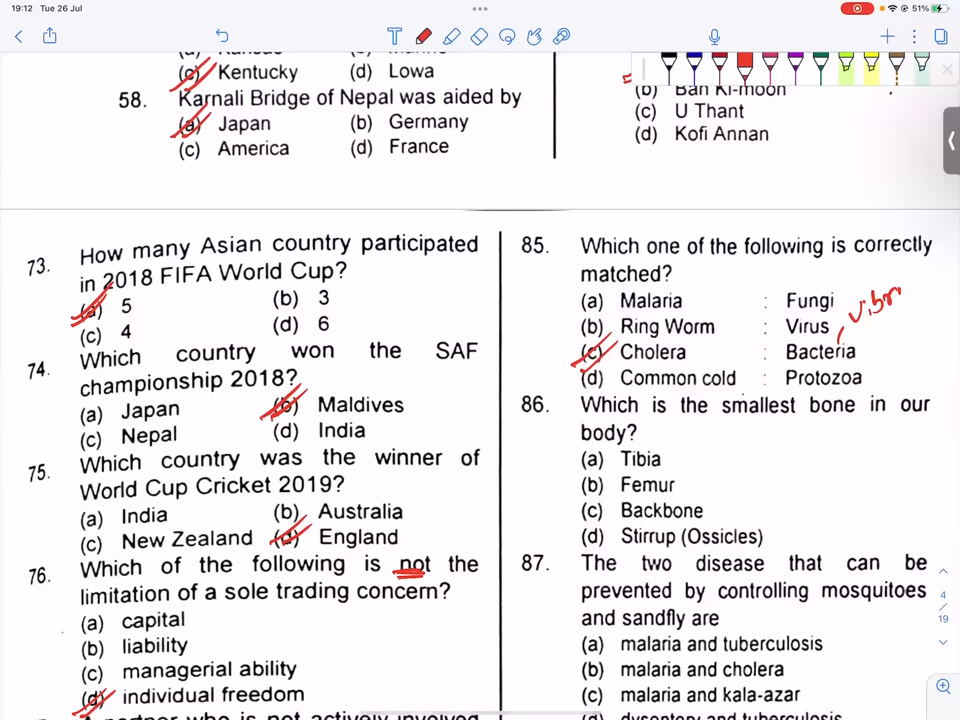 19:12 Tue 26 Jul
51%
(c) Kentucky (d) Lowa
58. Karnali Bridge of Nepal was aided by
(a) Japan (b) Germany
(c) America (d) France
(b) Ban Ki-moon
(c) U Thant
(d) Kofi Annan
73. How many Asian country participated
in 2018 FIFA World Cup?
(a) 5 (b) 3
(c) 4 (d) 6
74. Which country won the SAF
championship 2018?
(a) Japan (b) Maldives
(c) Nepal (d) India
75. Which country was the winner of
World Cup Cricket 2019?
(a) India (b) Australia
(c) New Zealand (d) England
76. Which of the following is not the
limitation of a sole trading concern?
(a) capital
(b) liability
(c) managerial ability
(d) individual freedom
85. Which one of the following is correctly
matched?
(a) Malaria : Fungi
(b) Ring Worm : Virus
(c) Cholera : Bacteria
(d) Common cold : Protozoa
86. Which is the smallest bone in our
body?
(a) Tibia
(b) Femur
(c) Backbone
(d) Stirrup (Ossicles)
87. The two disease that can be
prevented by controlling mosquitoes
and sandfly are
(a) malaria and tuberculosis
(b) malaria and cholera
(c) malaria and kala-azar
4
/
19